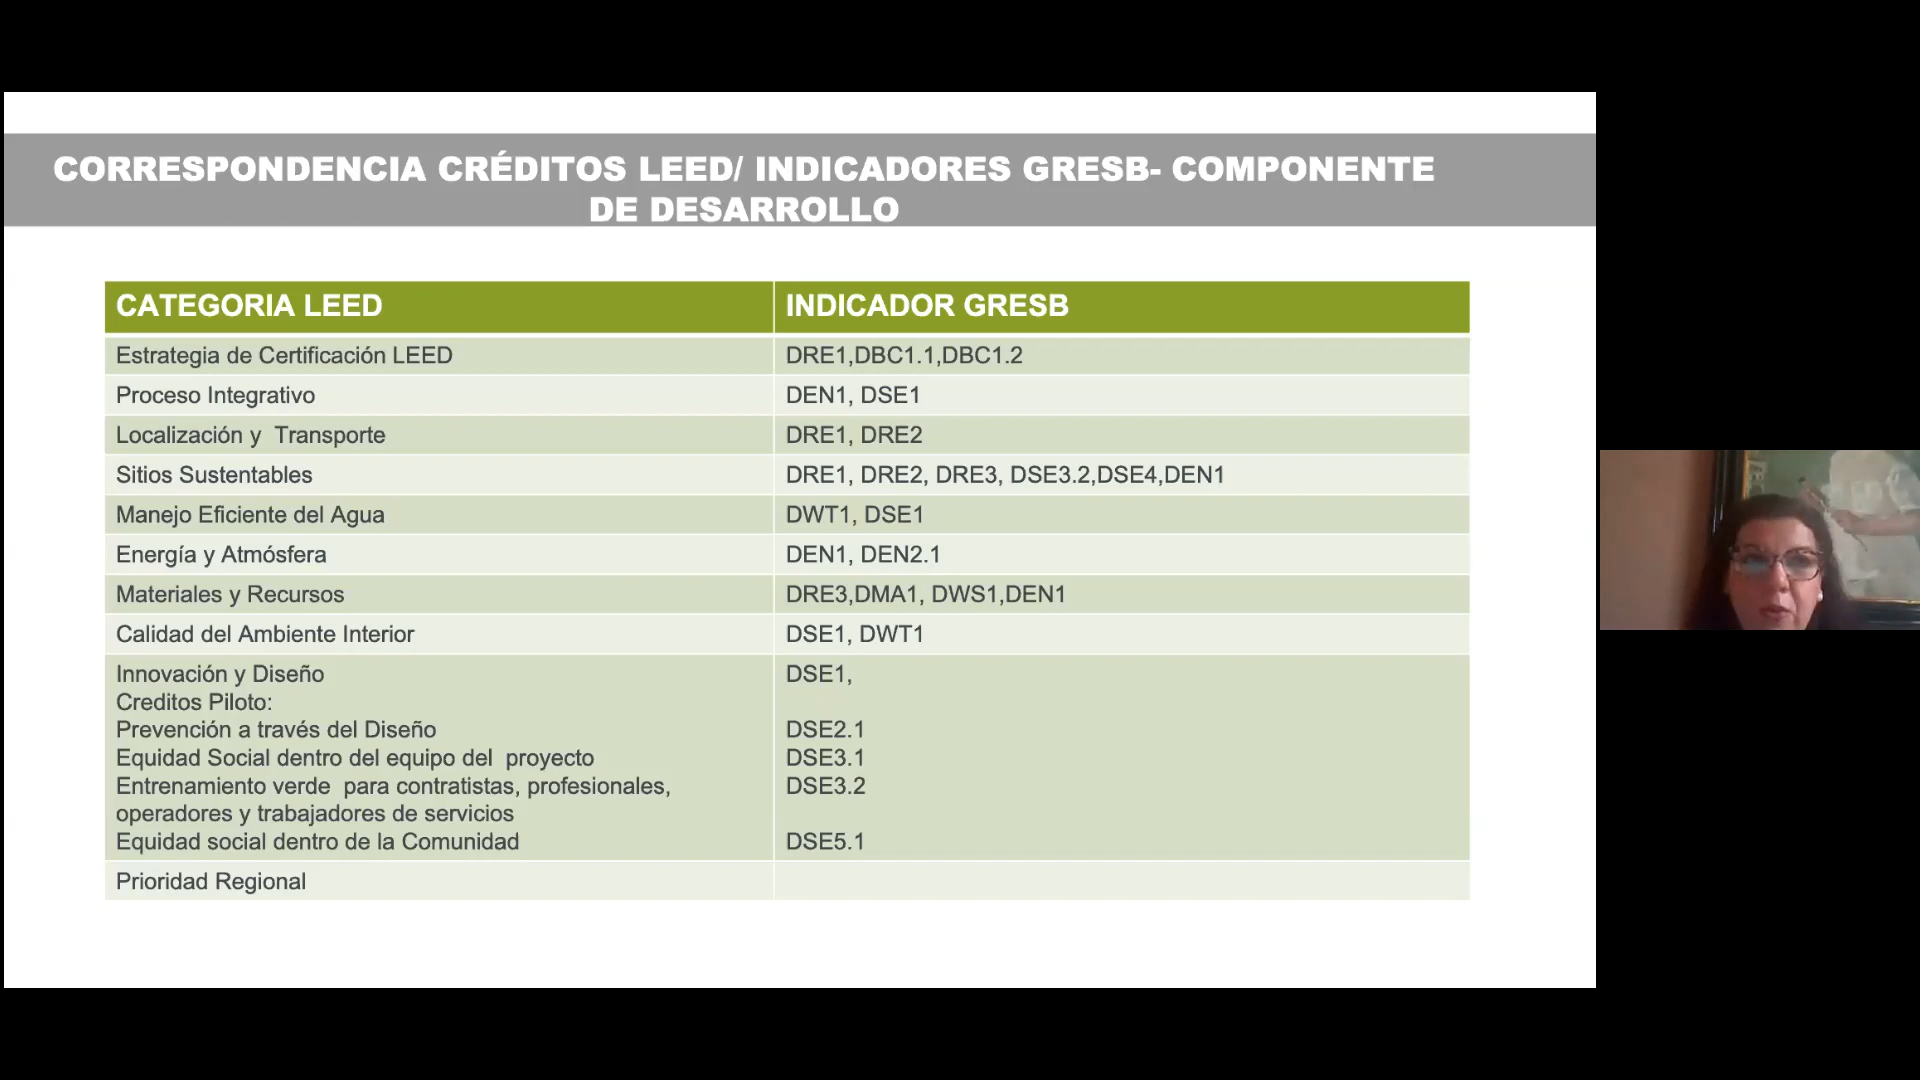 CORRESPONDENCIA CRÉDITOS LEED/ INDICADORES GRESB- COMPONENTE
DE DESARROLLO
CATEGORIA LEED
INDICADOR GRESB
Estrategia de Certificación LEED
DRE1,DBC1.1,DBC1.2
Proceso Integrativo
DEN1, DSE1
Localización y  Transporte
DRE1, DRE2
Sitios Sustentables
DRE1, DRE2, DRE3, DSE3.2,DSE4,DEN1
Manejo Eficiente del Agua
DWT1, DSE1
Energía y Atmósfera
DEN1, DEN2.1
Materiales y Recursos
DRE3,DMA1, DWS1,DEN1
Calidad del Ambiente Interior
DSE1, DWT1
Innovación y Diseño
DSE1,
Creditos Piloto:
Prevención a través del Diseño
DSE2.1
Equidad Social dentro del equipo del  proyecto
DSE3.1
Entrenamiento verde  para contratistas, profesionales,
DSE3.2
operadores y trabajadores de servicios
Equidad social dentro de la Comunidad
DSE5.1
Prioridad Regional